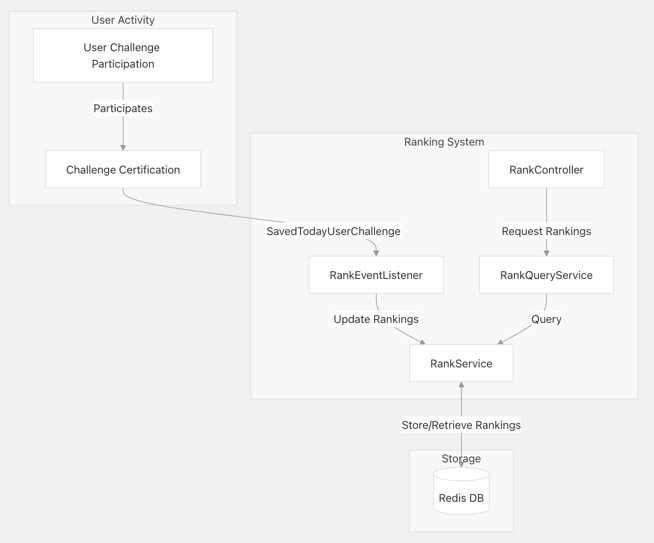 User Activity
User Challenge
Participation
Participates
Challenge Certification
Ranking System
RankController
SavedTodayUserChallenge
Request Rankings
RankEventListener
RankQueryService
Update Rankings
Query
RankService
Store/Retrieve Rankings
Storage
Redis DB